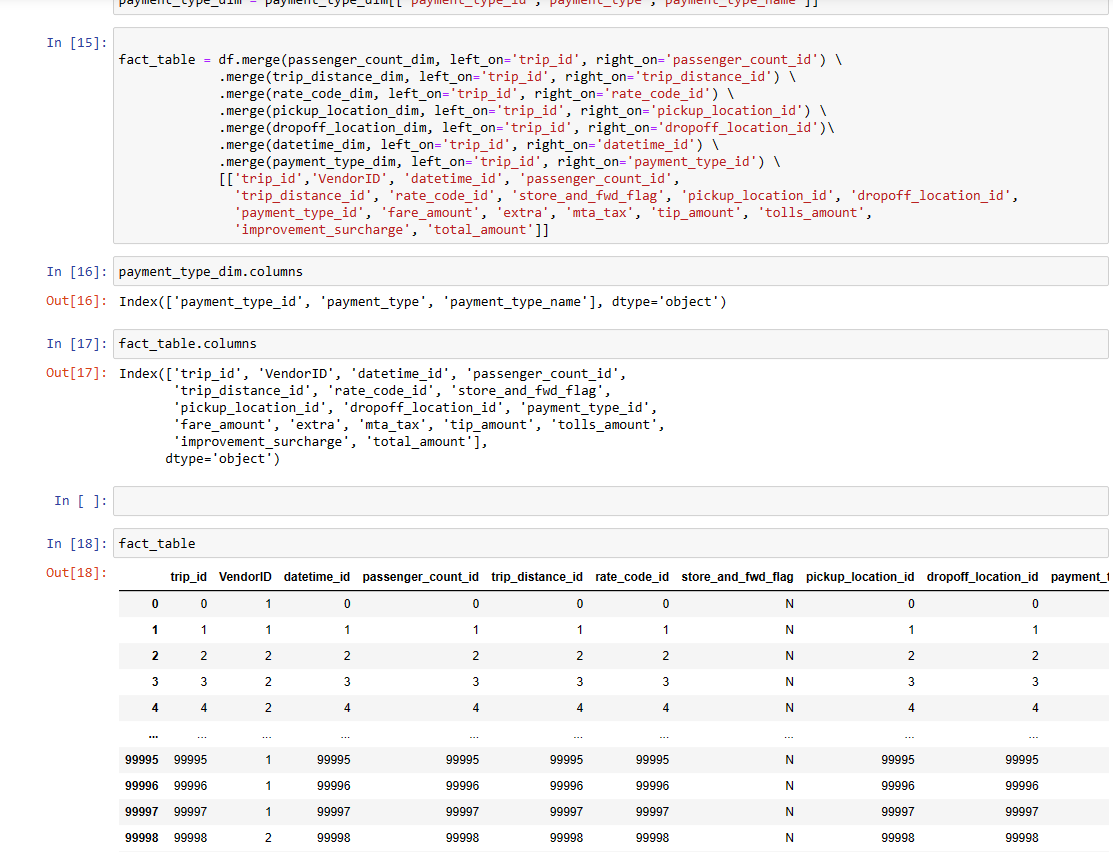 payment_type_dim = payment_type_dim[['payment_type_id','payment_type','payment_type_name']]
In [15]:
fact_table = df.merge(passenger_count_dim, left_on='trip_id', right_on='passenger_count_id') \
.merge(trip_distance_dim, left_on='trip_id', right_on='trip_distance_id') \
.merge(rate_code_dim, left_on='trip_id', right_on='rate_code_id') \
.merge(pickup_location_dim, left_on='trip_id', right_on='pickup_location_id') \
.merge(dropoff_location_dim, left_on='trip_id', right_on='dropoff_location_id')\
.merge(datetime_dim, left_on='trip_id', right_on='datetime_id') \
.merge(payment_type_dim, left_on='trip_id', right_on='payment_type_id') \
[['trip_id','VendorID', 'datetime_id', 'passenger_count_id',
'trip_distance_id', 'rate_code_id', 'store_and_fwd_flag', 'pickup_location_id', 'dropoff_location_id',
'payment_type_id', 'fare_amount', 'extra', 'mta_tax', 'tip_amount', 'tolls_amount',
'improvement_surcharge', 'total_amount']]
In [16]: payment_type_dim.columns
Out[16]: Index(['payment_type_id', 'payment_type', 'payment_type_name'], dtype='object')
In [17]: fact_table.columns
Out[17]: Index(['trip_id', 'VendorID', 'datetime_id', 'passenger_count_id',
'trip_distance_id', 'rate_code_id', 'store_and_fwd_flag',
'pickup_location_id', 'dropoff_location_id', 'payment_type_id',
'fare_amount', 'extra', 'mta_tax', 'tip_amount', 'tolls_amount',
'improvement_surcharge', 'total_amount'],
dtype='object')
In [ ]:
In [18]: fact_table
Out[18]:
trip_id VendorID datetime_id passenger_count_id trip_distance_id rate_code_id store_and_fwd_flag pickup_location_id dropoff_location_id payment_t
0 0 1 0 0 0 0 N 0 0
1 1 1 1 1 1 1 N 1 1
2 2 2 2 2 2 2 N 2 2
3 3 2 3 3 3 3 N 3 3
4 4 2 4 4 4 4 N 4 4
... ... ... ... ... ... ... ... ... ...
99995 99995 1 99995 99995 99995 99995 N 99995 99995
99996 99996 1 99996 99996 99996 99996 N 99996 99996
99997 99997 1 99997 99997 99997 99997 N 99997 99997
99998 99998 2 99998 99998 99998 99998 N 99998 99998